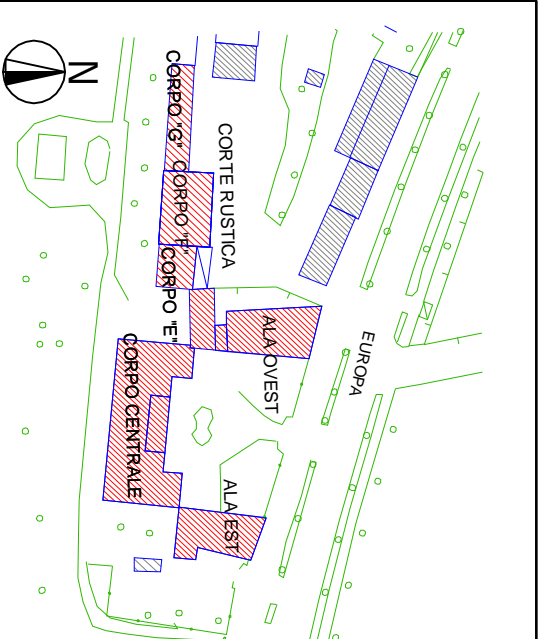 N
CORPO "G"
CORPO "F"
CORPO "E"
CORTE RUSTICA
CORPO CENTRALE
ALA OVEST
ALA EST
EUROPA